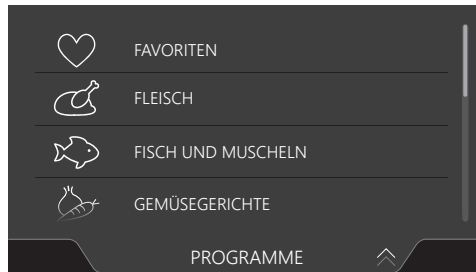 FAVORITEN
FLEISCH
FISCH UND MUSCHELN
GEMÜSEGERICHTE
PROGRAMME